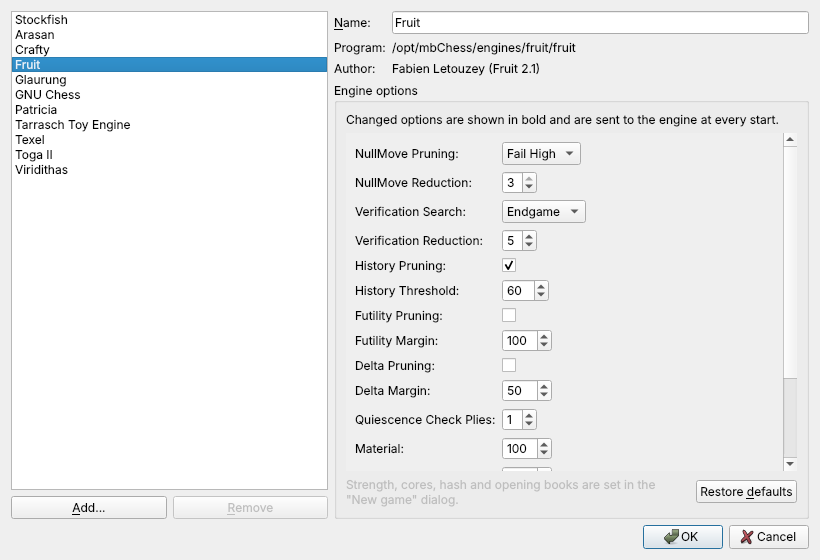 Stockfish
Arasan
Crafty
Fruit
Glaurung
GNU Chess
Patricia
Tarrasch Toy Engine
Texel
Toga II
Viridithas
Add...
Remove
Name: Fruit
Program: /opt/mbChess/engines/fruit/fruit
Author: Fabien Letouzey (Fruit 2.1)
Engine options
Changed options are shown in bold and are sent to the engine at every start.
NullMove Pruning: Fail High
NullMove Reduction: 3
Verification Search: Endgame
Verification Reduction: 5
History Pruning:
History Threshold: 60
Futility Pruning:
Futility Margin: 100
Delta Pruning:
Delta Margin: 50
Quiescence Check Plies: 1
Material: 100
Strength, cores, hash and opening books are set in the
"New game" dialog.
Restore defaults
OK
Cancel